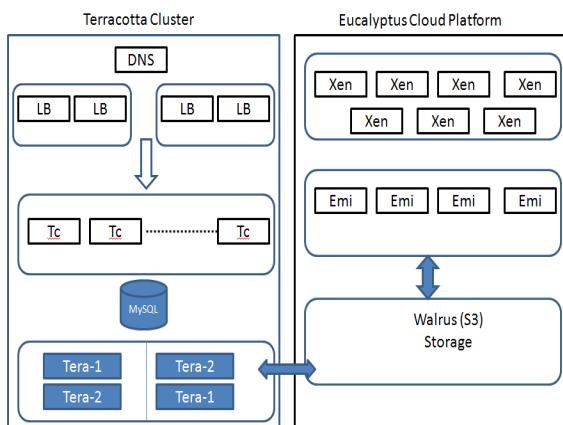 Terracotta Cluster
DNS
LB LB LB LB
Tc Tc Tc
MySQL
Tera-1 Tera-2
Tera-2 Tera-1
Eucalyptus Cloud Platform
Xen Xen Xen Xen
Xen Xen Xen
Emi Emi Emi Emi
Walrus (S3)
Storage